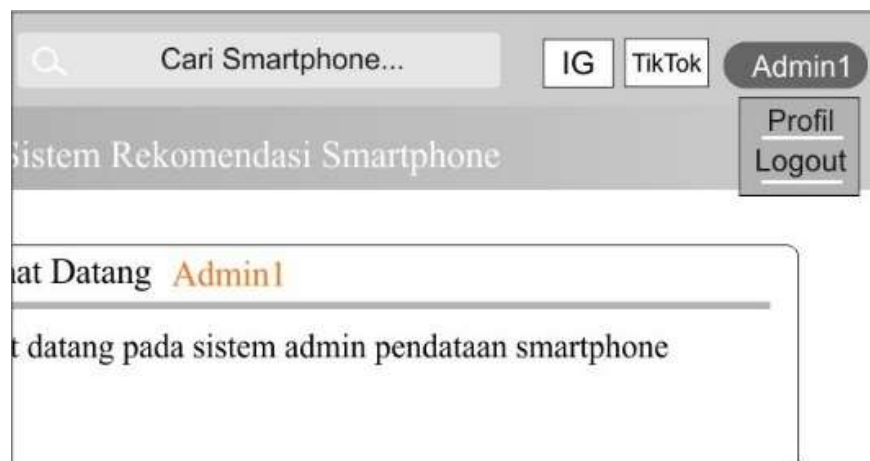 Cari Smartphone...
IG
TikTok
Admin1
Profil
Logout
Sistem Rekomendasi Smartphone
at Datang Admin1
t datang pada sistem admin pendataan smartphone